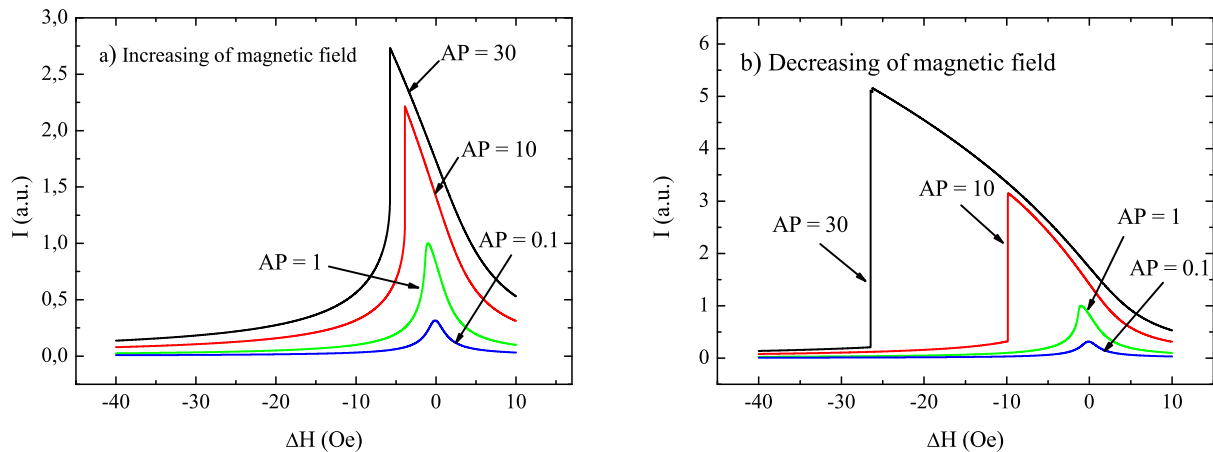 a) Increasing of magnetic field
3,0
2,5
2,0
1,5
1,0
0,5
0,0
I (a.u.)
AP = 30
AP = 10
AP = 0.1
AP = 1
-40 -30 -20 -10 0 10
ΔH (Oe)
b) Decreasing of magnetic field
6
5
4
3
2
1
0
I (a.u.)
AP = 10
AP = 1
AP = 30
AP = 0.1
-40 -30 -20 -10 0 10
ΔH (Oe)